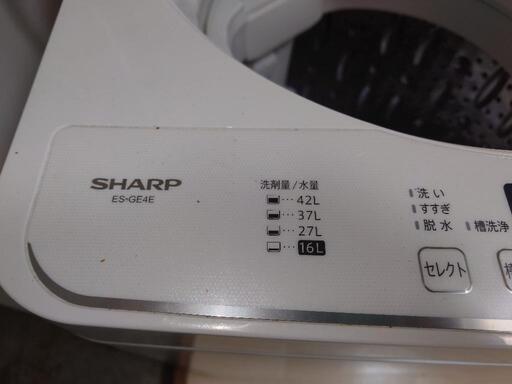 SHARP
ES-GE4E
洗剤量/水量
…42L
…37L
…27L
…16L
洗い
すすぎ
脱水
槽洗浄
セレクト